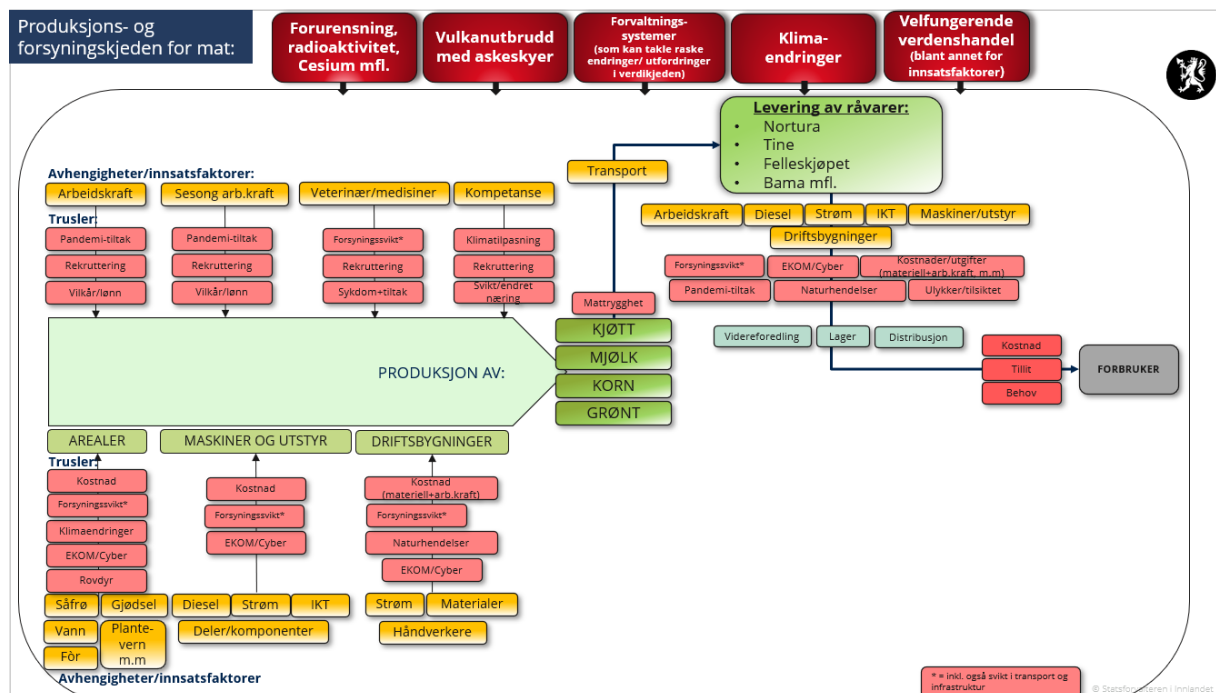 Produksjons- og
forsyningskjeden for mat:
Forurensning,
radioaktivitet,
Cesium mfl.
Vulkanutbrudd
med askeskyer
Forvaltnings-
systemer
(som kan takle raske
endringer/ utfordringer
i verdikjeden)
Klima-
endringer
Velfungerende
verdenshandel
(blant annet for
innsatsfaktorer)
Levering av råvarer:
• Nortura
• Tine
• Felleskjøpet
• Bama mfl.
Avhengigheter/innsatsfaktorer:
Arbeidskraft
Sesong arb.kraft
Veterinær/medisiner
Kompetanse
Transport
Trusler:
Pandemi-tiltak
Rekruttering
Vilkår/lønn
Pandemi-tiltak
Rekruttering
Vilkår/lønn
Forsyningssvikt*
Rekruttering
Sykdom+tiltak
Klimatilpasning
Rekruttering
Svikt/endret
næring
Mattrygghet
Arbeidskraft
Diesel
Strøm
IKT
Maskiner/utstyr
Driftsbygninger
Forsyningssvikt*
EKOM/Cyber
Kostnader/utgifter
(materiell+arb.kraft, m.m)
Pandemi-tiltak
Naturhendelser
Ulykker/tilsiktet
PRODUKSJON AV:
KJØTT
MJØLK
KORN
GRØNT
Videreforedling
Lager
Distribusjon
Kostnad
Tillit
Behov
FORBRUKER
AREALER
MASKINER OG UTSTYR
DRIFTSBYGNINGER
Trusler:
Kostnad
Forsyningssvikt*
Klimaendringer
EKOM/Cyber
Rovdyr
Kostnad
Forsyningssvikt*
EKOM/Cyber
Kostnad
(materiell+arb.kraft)
Forsyningssvikt*
Naturhendelser
EKOM/Cyber
Såfrø
Gjødsel
Vann
Plante-
vern
m.m
Fòr
Diesel
Strøm
IKT
Deler/komponenter
Strøm
Materialer
Håndverkere
Avhengigheter/innsatsfaktorer
* = inkl. også svikt i transport og
infrastruktur
© Statsforvalteren i Innlandet